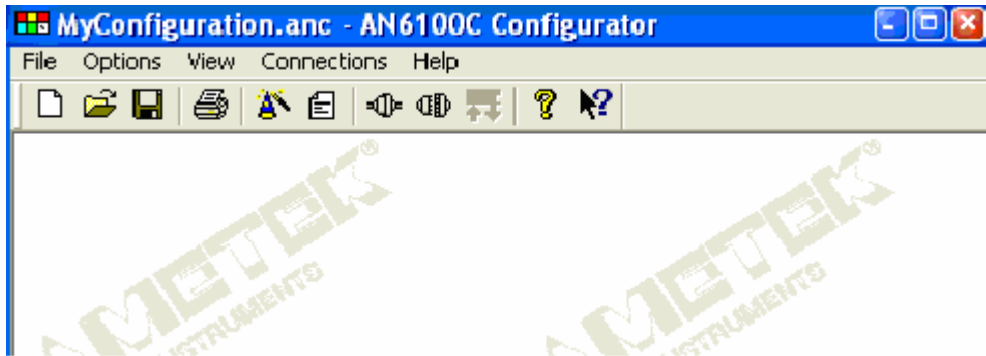 MyConfiguration.anc - AN6100C Configurator
File Options View Connections Help
AMETEK AMETEK
INSTRUMENTS INSTRUMENTS